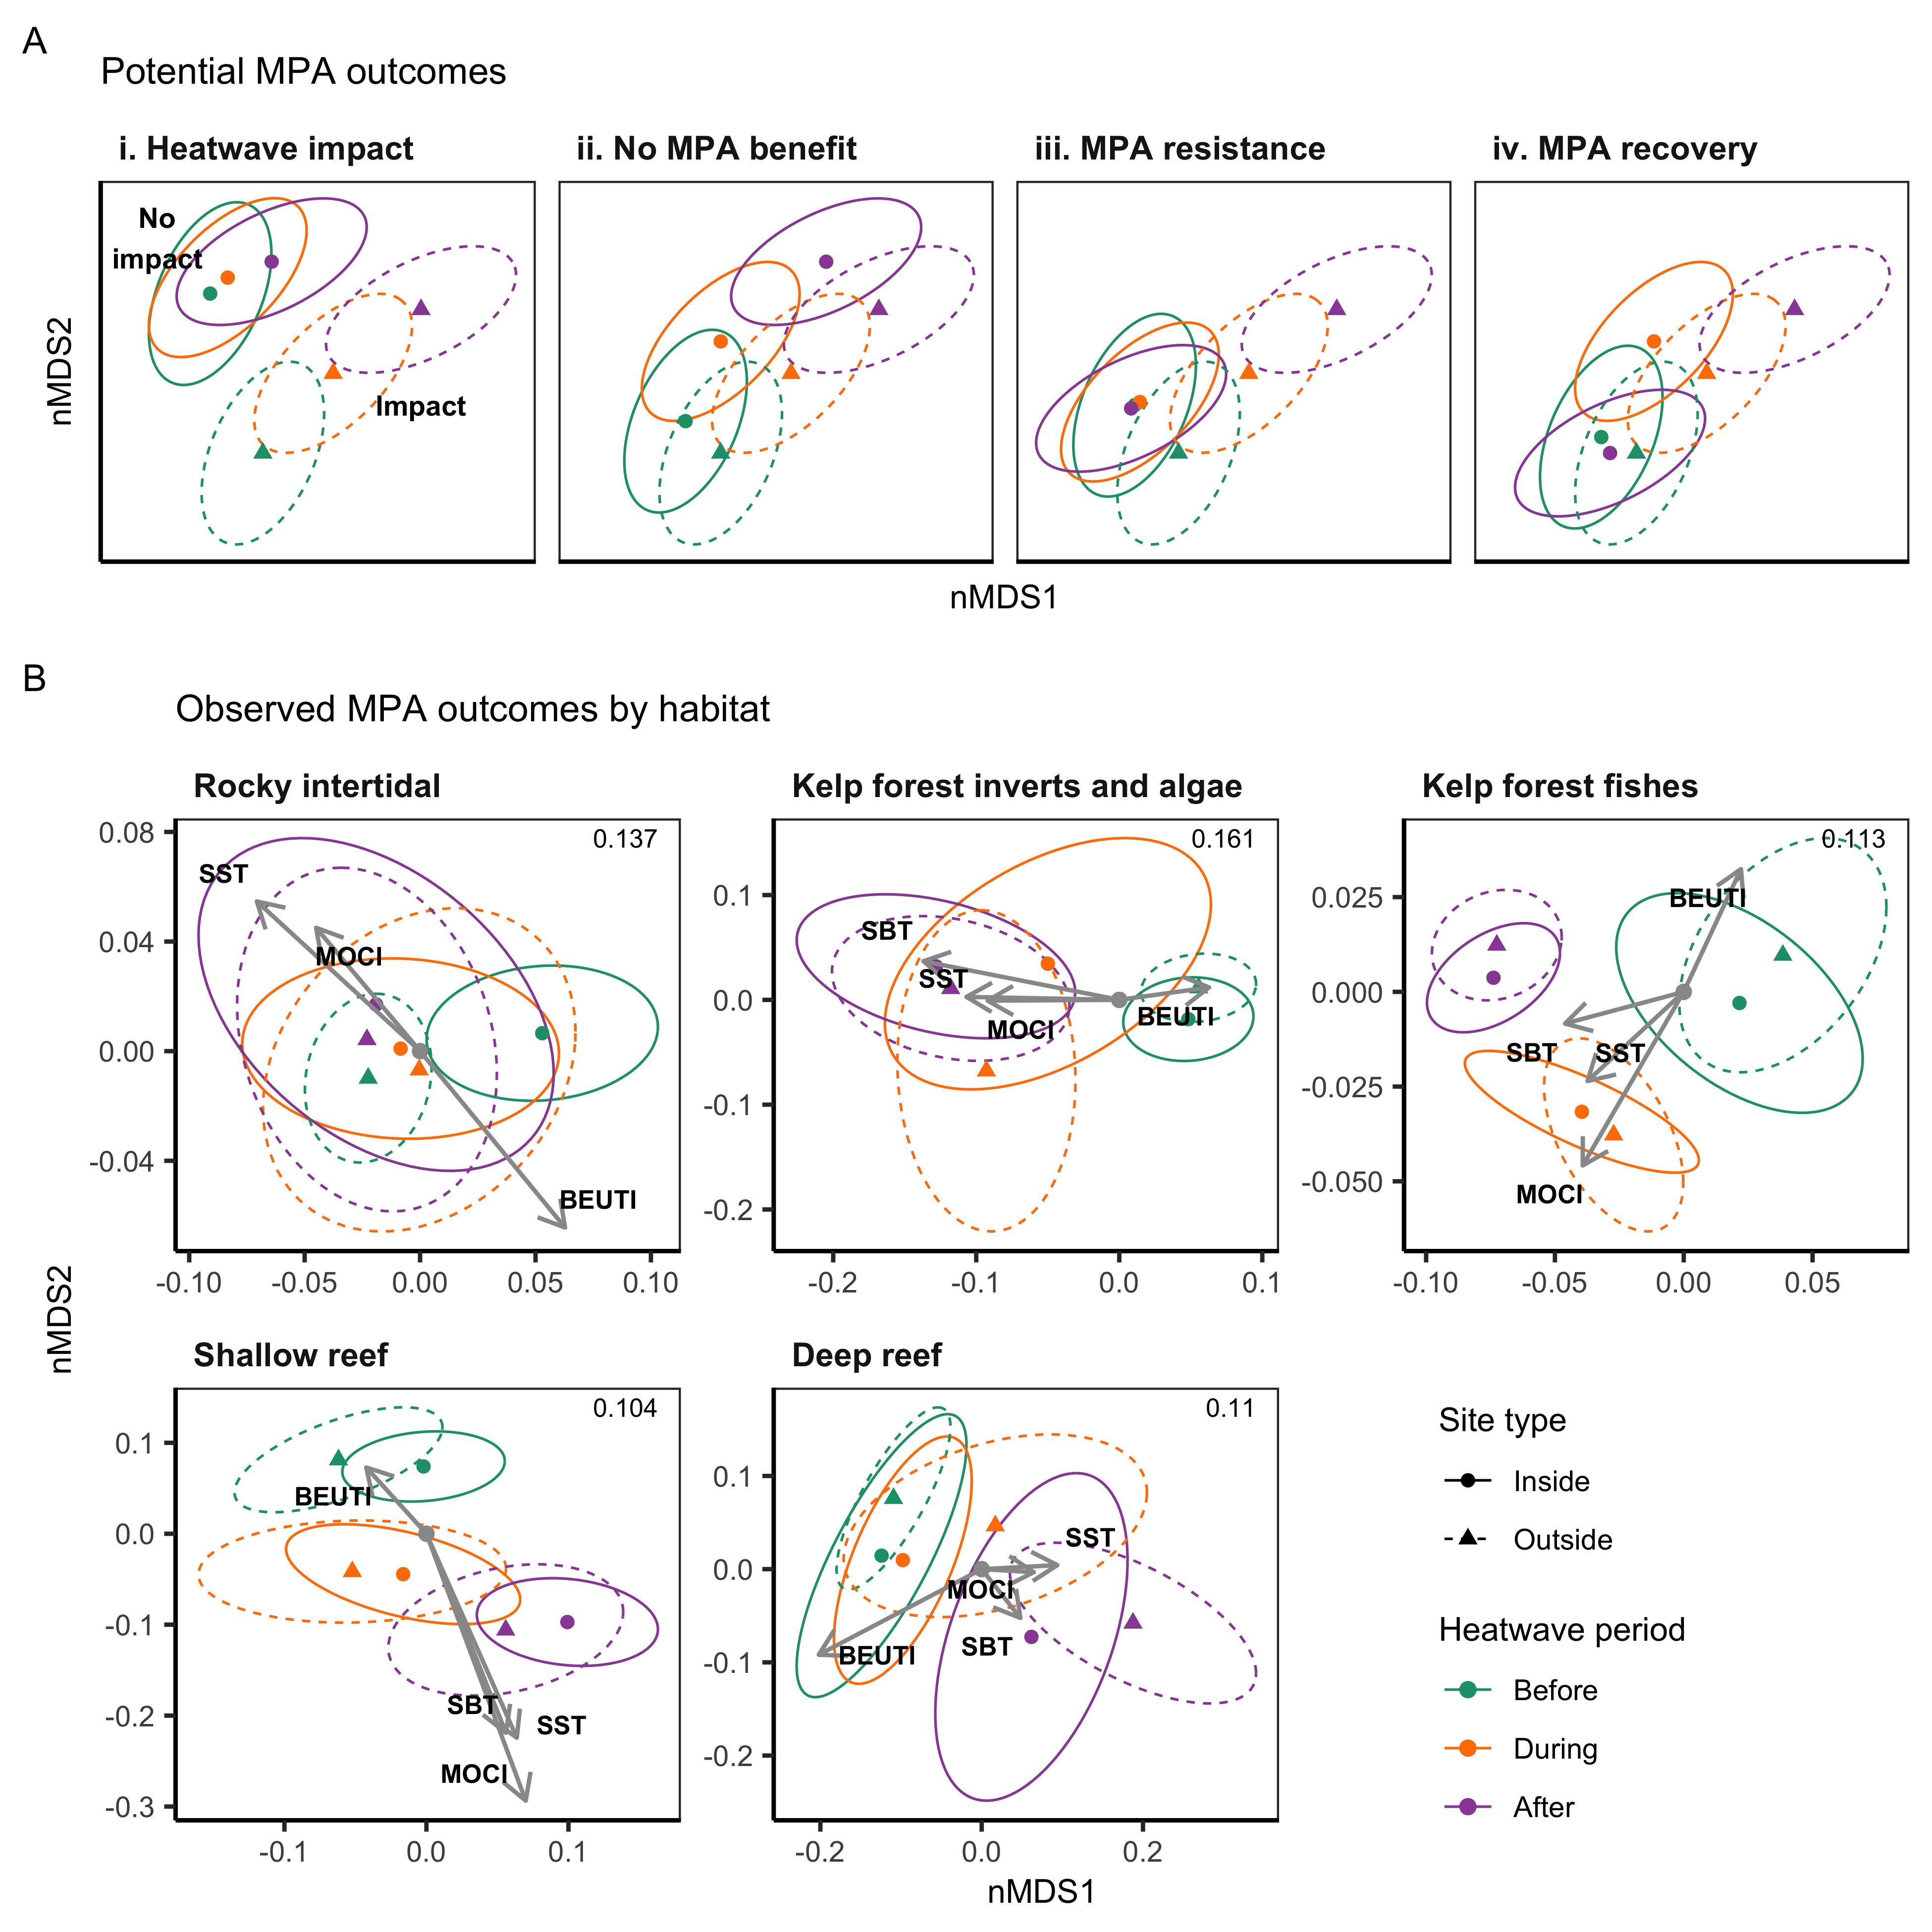 A
Potential MPA outcomes
i. Heatwave impact
ii. No MPA benefit
iii. MPA resistance
iv. MPA recovery
No
impact
Impact
nMDS2
nMDS1
B
Observed MPA outcomes by habitat
Rocky intertidal
0.137
SST
MOCI
BEUTI
0.08
0.04
0.00
-0.04
-0.10
-0.05
0.00
0.05
0.10
Kelp forest inverts and algae
0.161
SBT
SST
MOCI
BEUTI
0.1
0.0
-0.1
-0.2
-0.2
-0.1
0.0
0.1
Kelp forest fishes
0.113
BEUTI
SBT
SST
MOCI
0.025
0.000
-0.025
-0.050
-0.10
-0.05
0.00
0.05
nMDS2
Shallow reef
0.104
BEUTI
SBT
SST
MOCI
0.1
0.0
-0.1
-0.2
-0.3
-0.1
0.0
0.1
Deep reef
0.11
SST
MOCI
SBT
BEUTI
0.1
0.0
-0.1
-0.2
-0.2
0.0
0.2
nMDS1
Site type
Inside
Outside
Heatwave period
Before
During
After